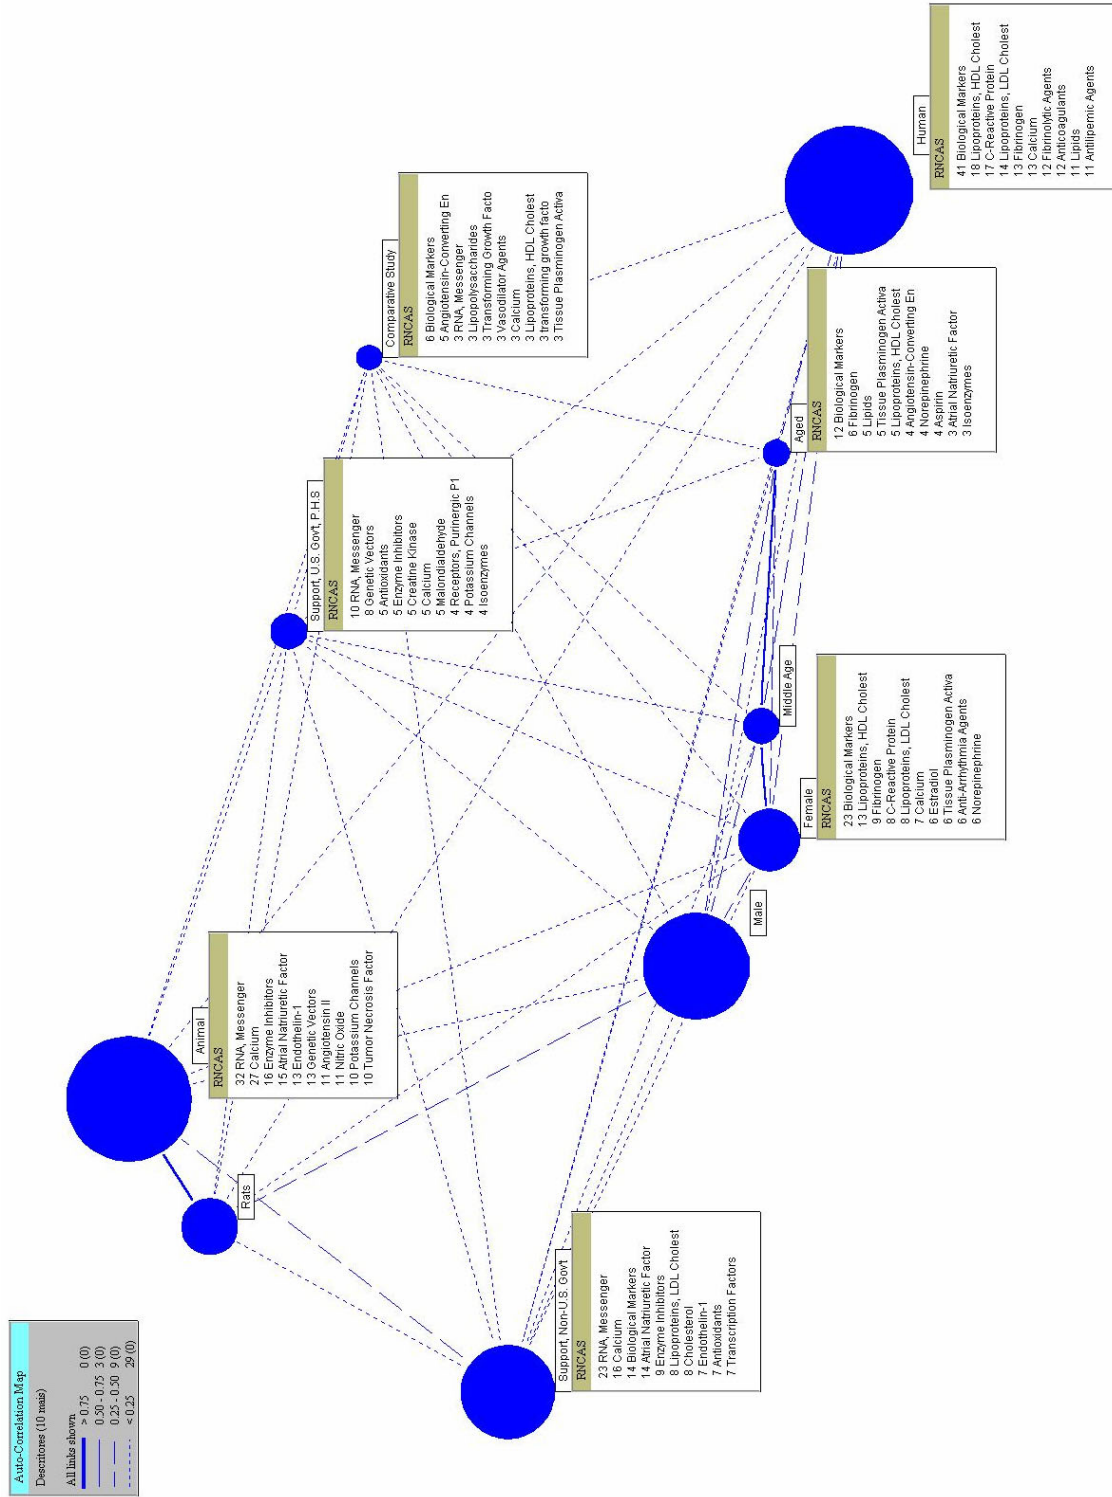 Auto-Correlation Map
Descritores (10 mais)
All links shown
> 0.75 0 (0)
0.50 - 0.75 3 (0)
0.25 - 0.50 9 (0)
< 0.25 29 (0)
Rats
Animal
RNCAS
32 RNA, Messenger
27 Calcium
16 Enzyme Inhibitors
15 Atrial Natriuretic Factor
13 Endothelin-1
13 Genetic Vectors
11 Angiotensin II
11 Nitric Oxide
10 Potassium Channels
10 Tumor Necrosis Factor
Support, U.S. Gov't, P.H.S
RNCAS
10 RNA, Messenger
8 Genetic Vectors
5 Antioxidants
5 Enzyme Inhibitors
5 Creatine Kinase
5 Calcium
5 Malondialdehyde
4 Receptors, Purinergic P1
4 Potassium Channels
4 Isoenzymes
Comparative Study
RNCAS
6 Biological Markers
5 Angiotensin-Converting En
3 RNA, Messenger
3 Lipopolysaccharides
3 Transforming Growth Facto
3 Vasodilator Agents
3 Calcium
3 Lipoproteins, HDL Cholest
3 transforming growth facto
3 Tissue Plasminogen Activa
Support, Non-U.S. Gov't
RNCAS
23 RNA, Messenger
16 Calcium
14 Biological Markers
14 Atrial Natriuretic Factor
9 Enzyme Inhibitors
8 Lipoproteins, LDL Cholest
8 Cholesterol
7 Endothelin-1
7 Antioxidants
7 Transcription Factors
Male
Female
RNCAS
23 Biological Markers
13 Lipoproteins, HDL Cholest
9 Fibrinogen
8 C-Reactive Protein
8 Lipoproteins, LDL Cholest
7 Calcium
6 Estradiol
6 Tissue Plasminogen Activa
6 Anti-Arrhythmia Agents
6 Norepinephrine
Middle Age
Aged
RNCAS
12 Biological Markers
6 Fibrinogen
5 Lipids
5 Tissue Plasminogen Activa
5 Lipoproteins, HDL Cholest
4 Angiotensin-Converting En
4 Norepinephrine
4 Aspirin
3 Atrial Natriuretic Factor
3 Isoenzymes
Human
RNCAS
41 Biological Markers
18 Lipoproteins, HDL Cholest
17 C-Reactive Protein
14 Lipoproteins, LDL Cholest
13 Fibrinogen
13 Calcium
12 Fibrinolytic Agents
12 Anticoagulants
11 Lipids
11 Antilipemic Agents